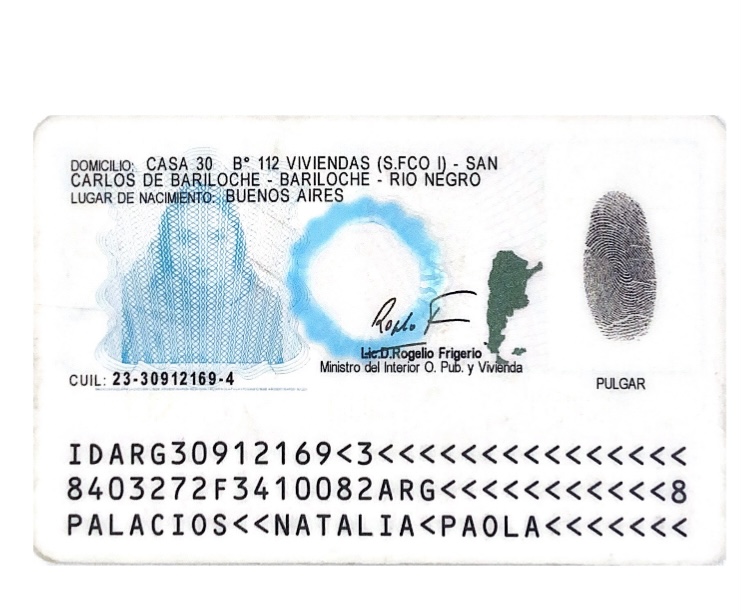 DOMICILIO: CASA 30 B° 112 VIVIENDAS (S.FCO I) - SAN
CARLOS DE BARILOCHE - BARILOCHE - RIO NEGRO
LUGAR DE NACIMIENTO: BUENOS AIRES
Lic.D.Rogelio Frigerio
Ministro del Interior O. Pub. y Vivienda
CUIL: 23-30912169-4
PULGAR
IDARG30912169<3<<<<<<<<<<<<<<<
8403272F3410082ARG<<<<<<<<<<<8
PALACIOS<<NATALIA<PAOLA<<<<<<<